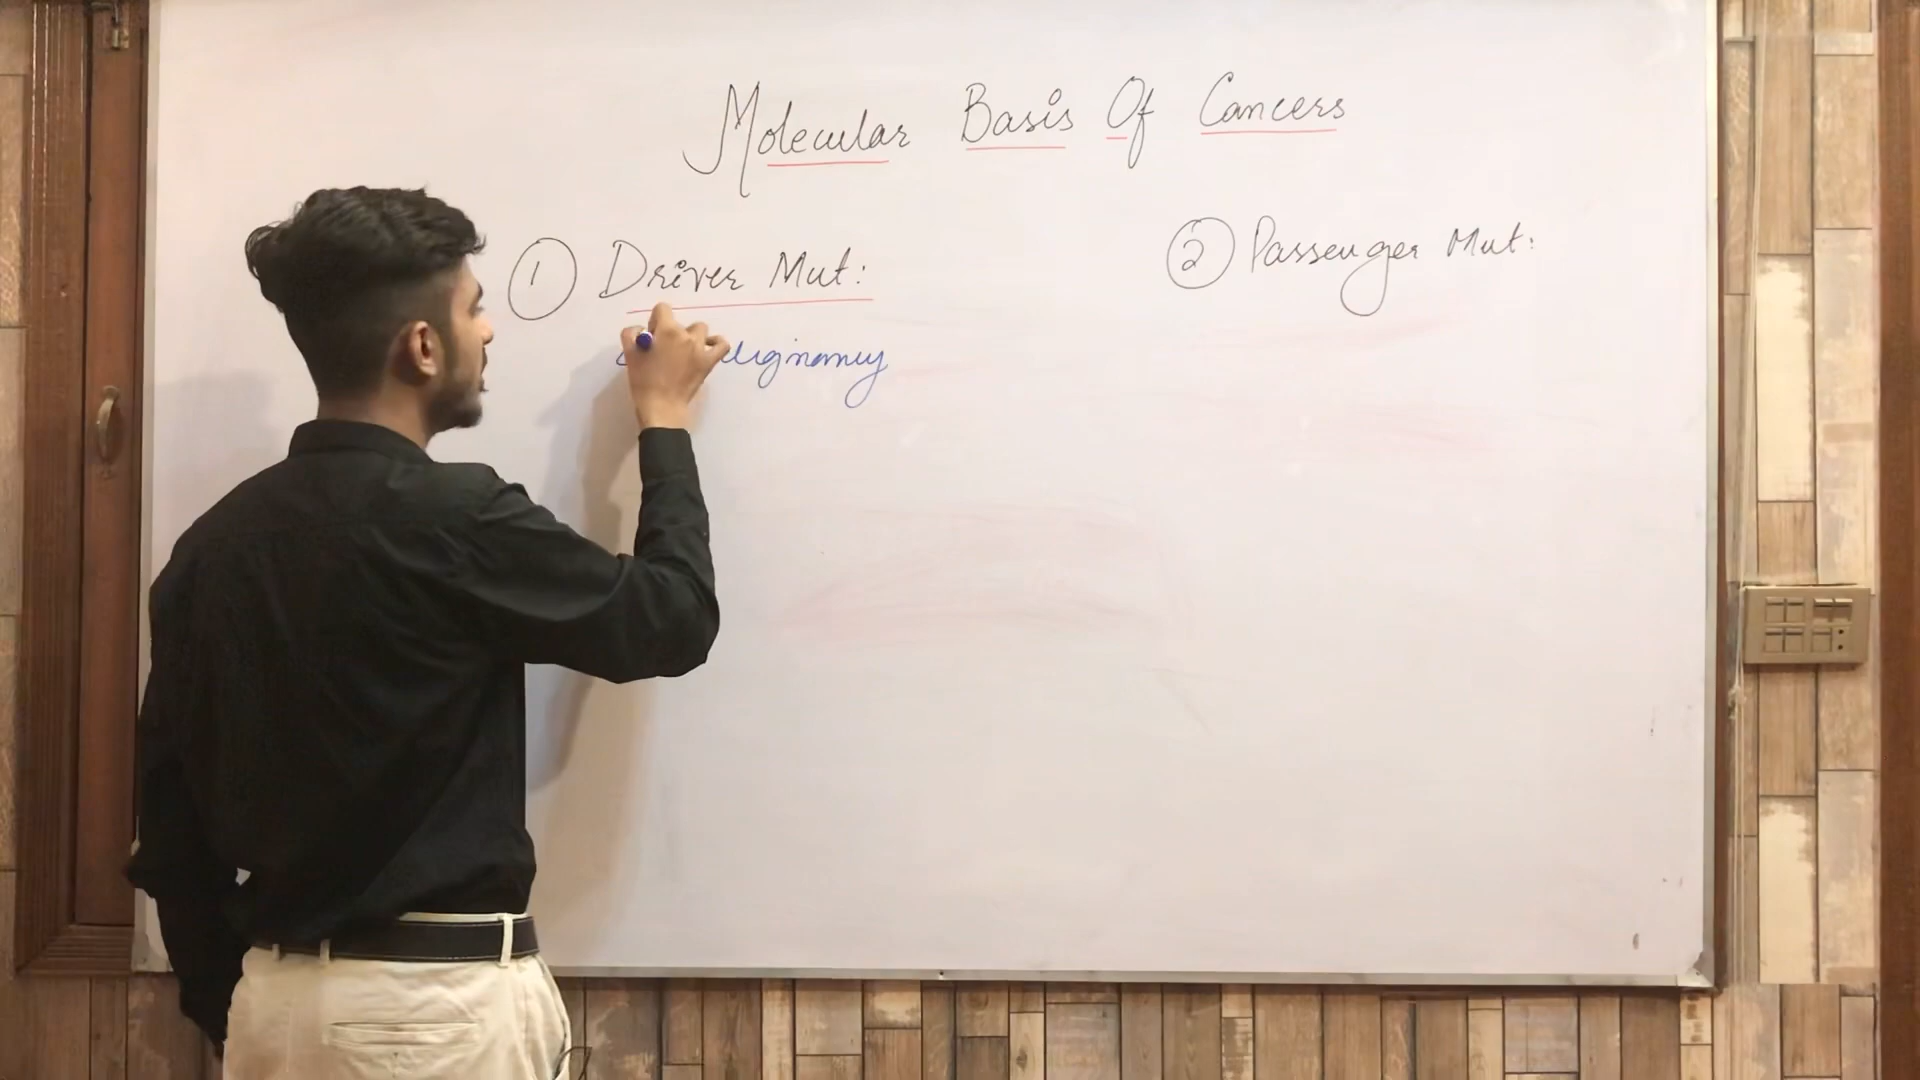 Molecular Basis Of Cancers
① Driver Mut:
② Passenger Mut: